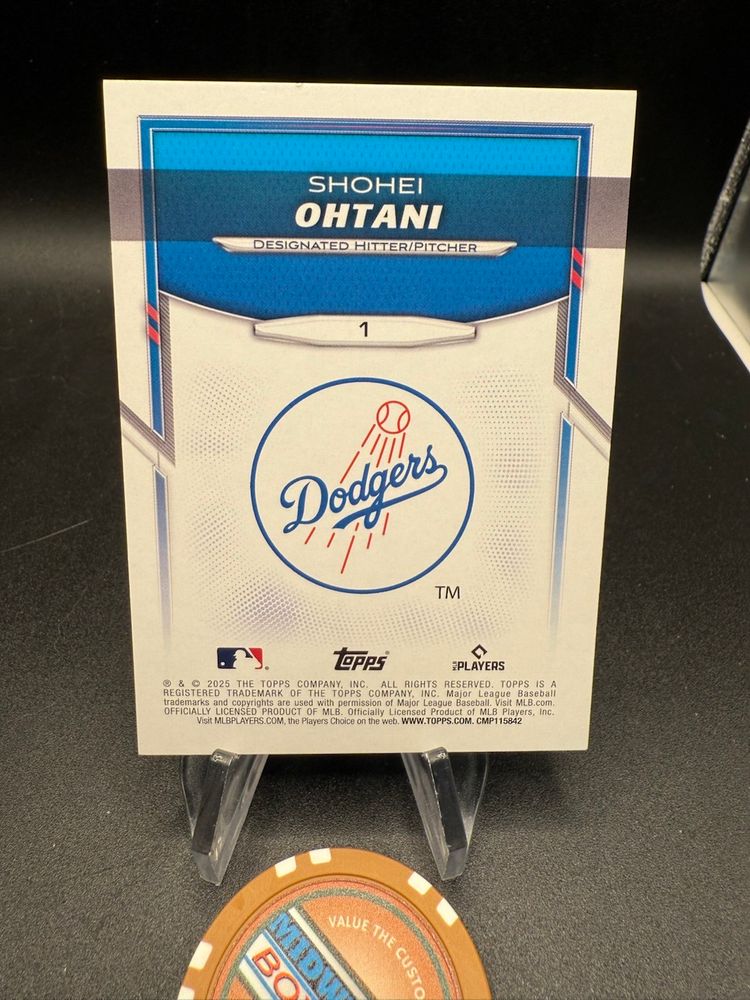 SHOHEI
OHTANI
DESIGNATED HITTER/PITCHER
1
Dodgers
TM
TOPPS
MLB PLAYERS
® & © 2025 THE TOPPS COMPANY, INC. ALL RIGHTS RESERVED. TOPPS IS A
REGISTERED TRADEMARK OF THE TOPPS COMPANY, INC. Major League Baseball
trademarks and copyrights are used with permission of Major League Baseball. Visit MLB.com.
OFFICIALLY LICENSED PRODUCT OF MLB. Officially Licensed Product of MLB Players, Inc.
Visit MLBPLAYERS.COM, the Players Choice on the web. WWW.TOPPS.COM. CMP115842
VALUE THE CUSTO
MIDW
BO